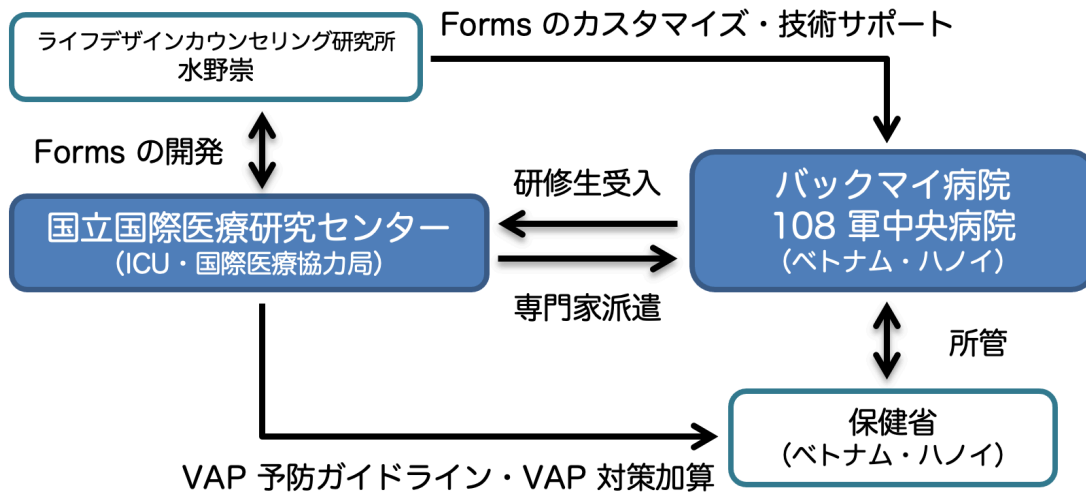 ライフデザインカウンセリング研究所
水野崇
Forms のカスタマイズ・技術サポート
Forms の開発
国立国際医療研究センター
(ICU・国際医療協力局)
研修生受入
専門家派遣
バックマイ病院
108 軍中央病院
(ベトナム・ハノイ)
所管
保健省
(ベトナム・ハノイ)
VAP 予防ガイドライン・VAP 対策加算